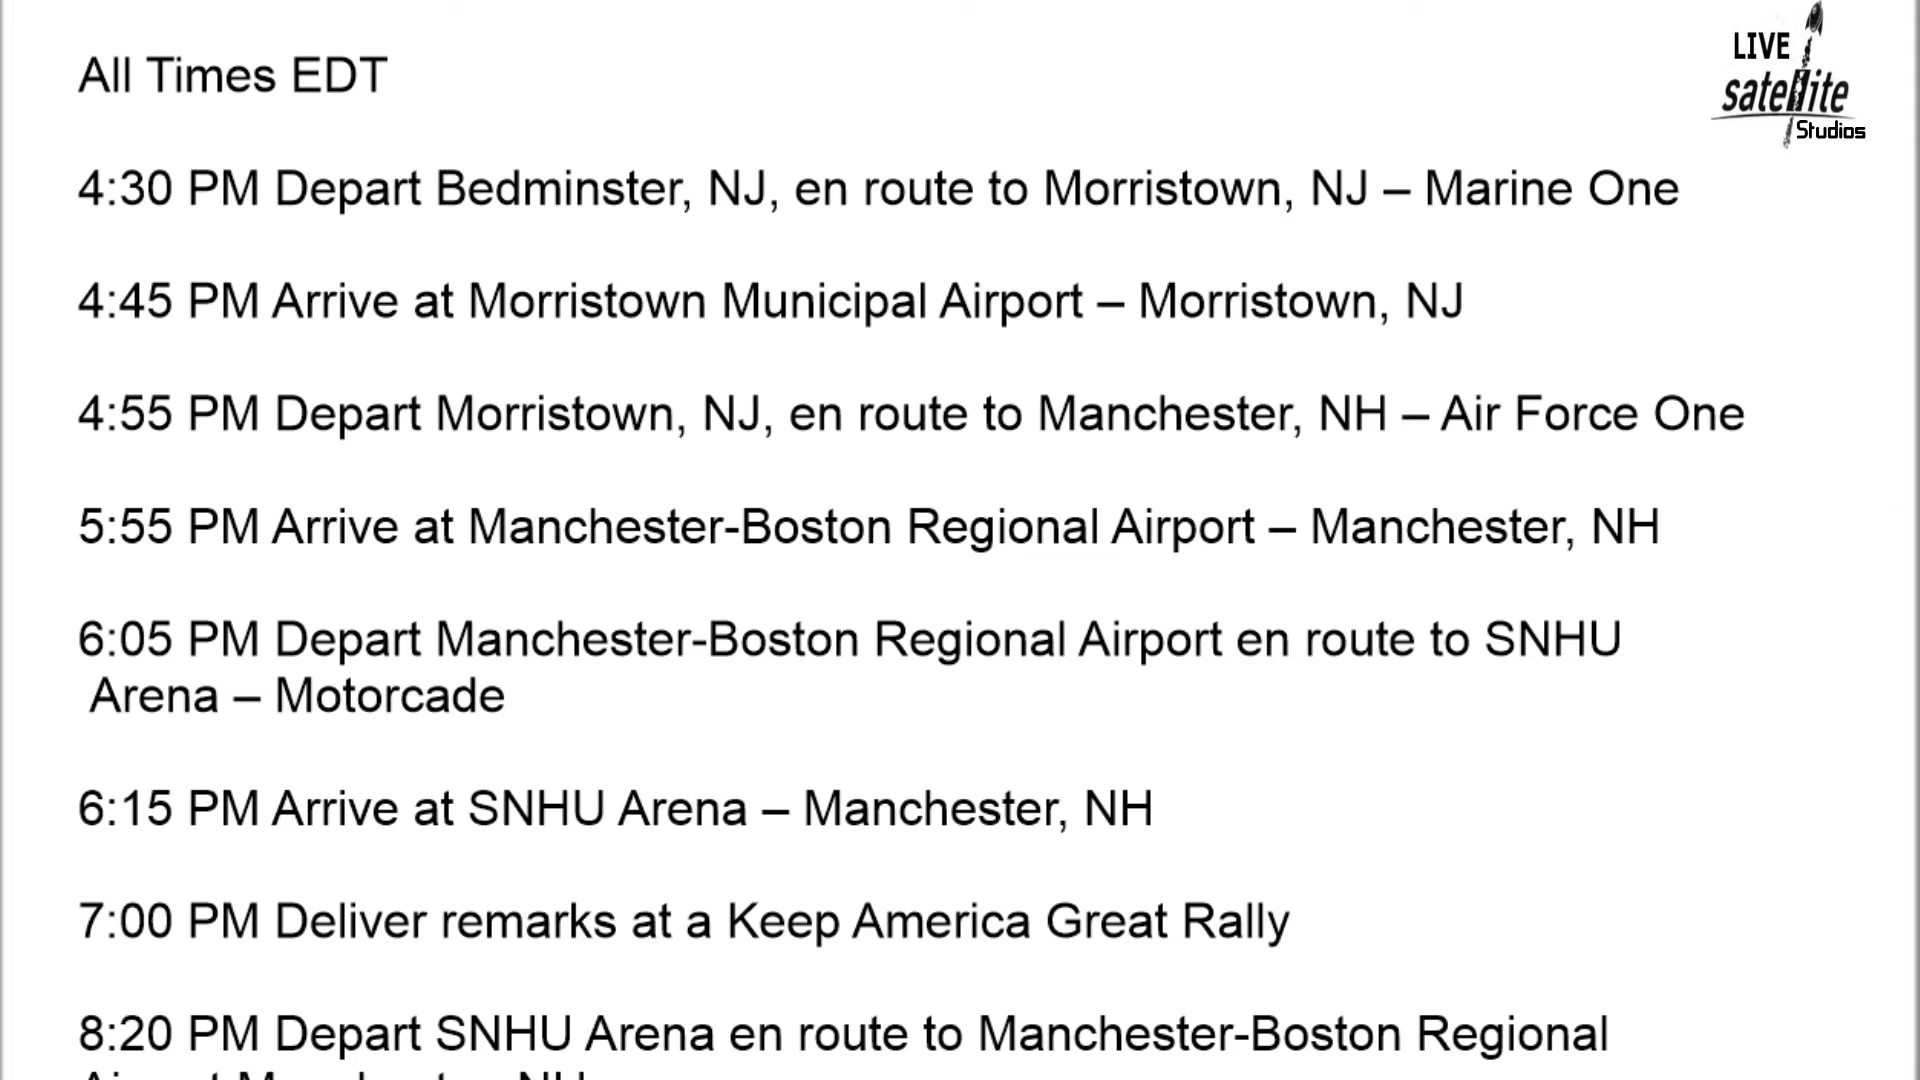 LIVE
satellite
Studios
All Times EDT
4:30 PM Depart Bedminster, NJ, en route to Morristown, NJ – Marine One
4:45 PM Arrive at Morristown Municipal Airport – Morristown, NJ
4:55 PM Depart Morristown, NJ, en route to Manchester, NH – Air Force One
5:55 PM Arrive at Manchester-Boston Regional Airport – Manchester, NH
6:05 PM Depart Manchester-Boston Regional Airport en route to SNHU
Arena – Motorcade
6:15 PM Arrive at SNHU Arena – Manchester, NH
7:00 PM Deliver remarks at a Keep America Great Rally
8:20 PM Depart SNHU Arena en route to Manchester-Boston Regional